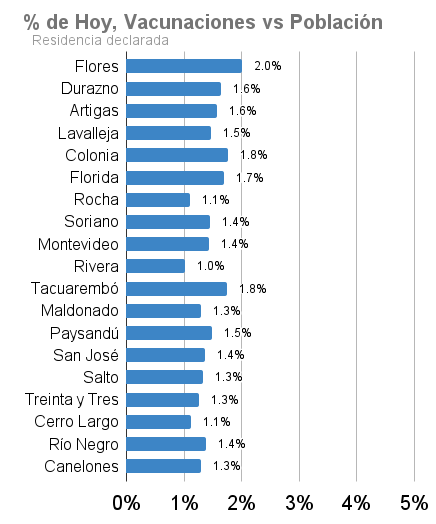 % de Hoy, Vacunaciones vs Población
Residencia declarada
Flores 2.0%
Durazno 1.6%
Artigas 1.6%
Lavalleja 1.5%
Colonia 1.8%
Florida 1.7%
Rocha 1.1%
Soriano 1.4%
Montevideo 1.4%
Rivera 1.0%
Tacuarembó 1.8%
Maldonado 1.3%
Paysandú 1.5%
San José 1.4%
Salto 1.3%
Treinta y Tres 1.3%
Cerro Largo 1.1%
Río Negro 1.4%
Canelones 1.3%
0% 1% 2% 3% 4% 5%